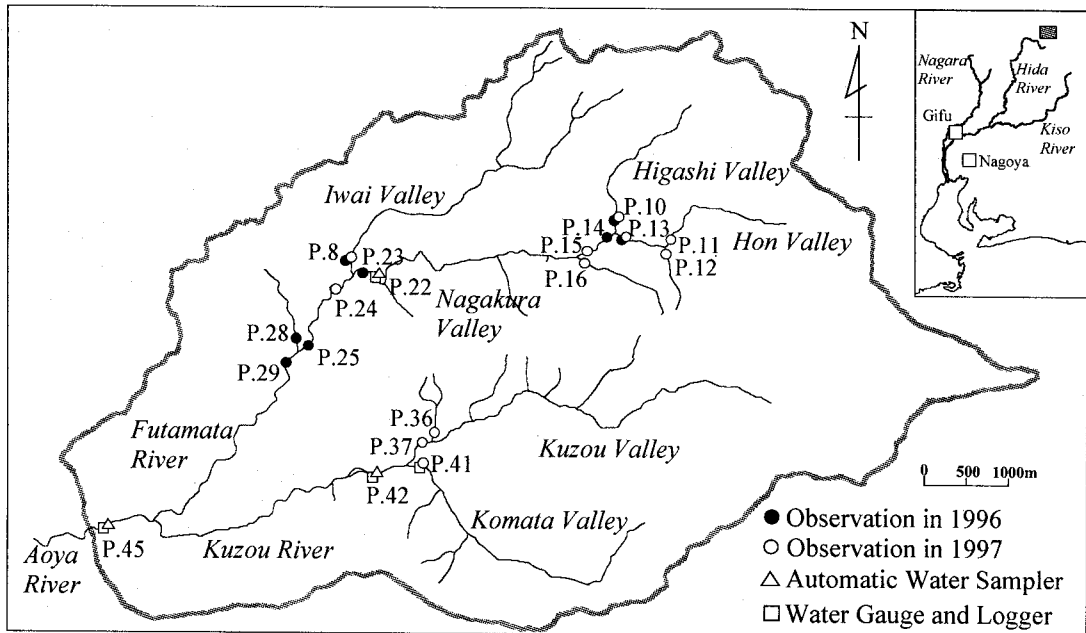 N
Nagara
River
Hida
River
Gifu
Kiso
River
Nagoya
Iwai Valley
Higashi Valley
P.10
P.14
P.13
P.15
P.11
Hon Valley
P.12
P.16
P.8
P.23
P.22
P.24
Nagakura
Valley
P.28
P.25
P.29
P.36
P.37
Kuzou Valley
P.41
P.42
Futamata
River
Komata Valley
P.45
Kuzou River
Aoya
River
0 500 1000m
Observation in 1996
Observation in 1997
Automatic Water Sampler
Water Gauge and Logger